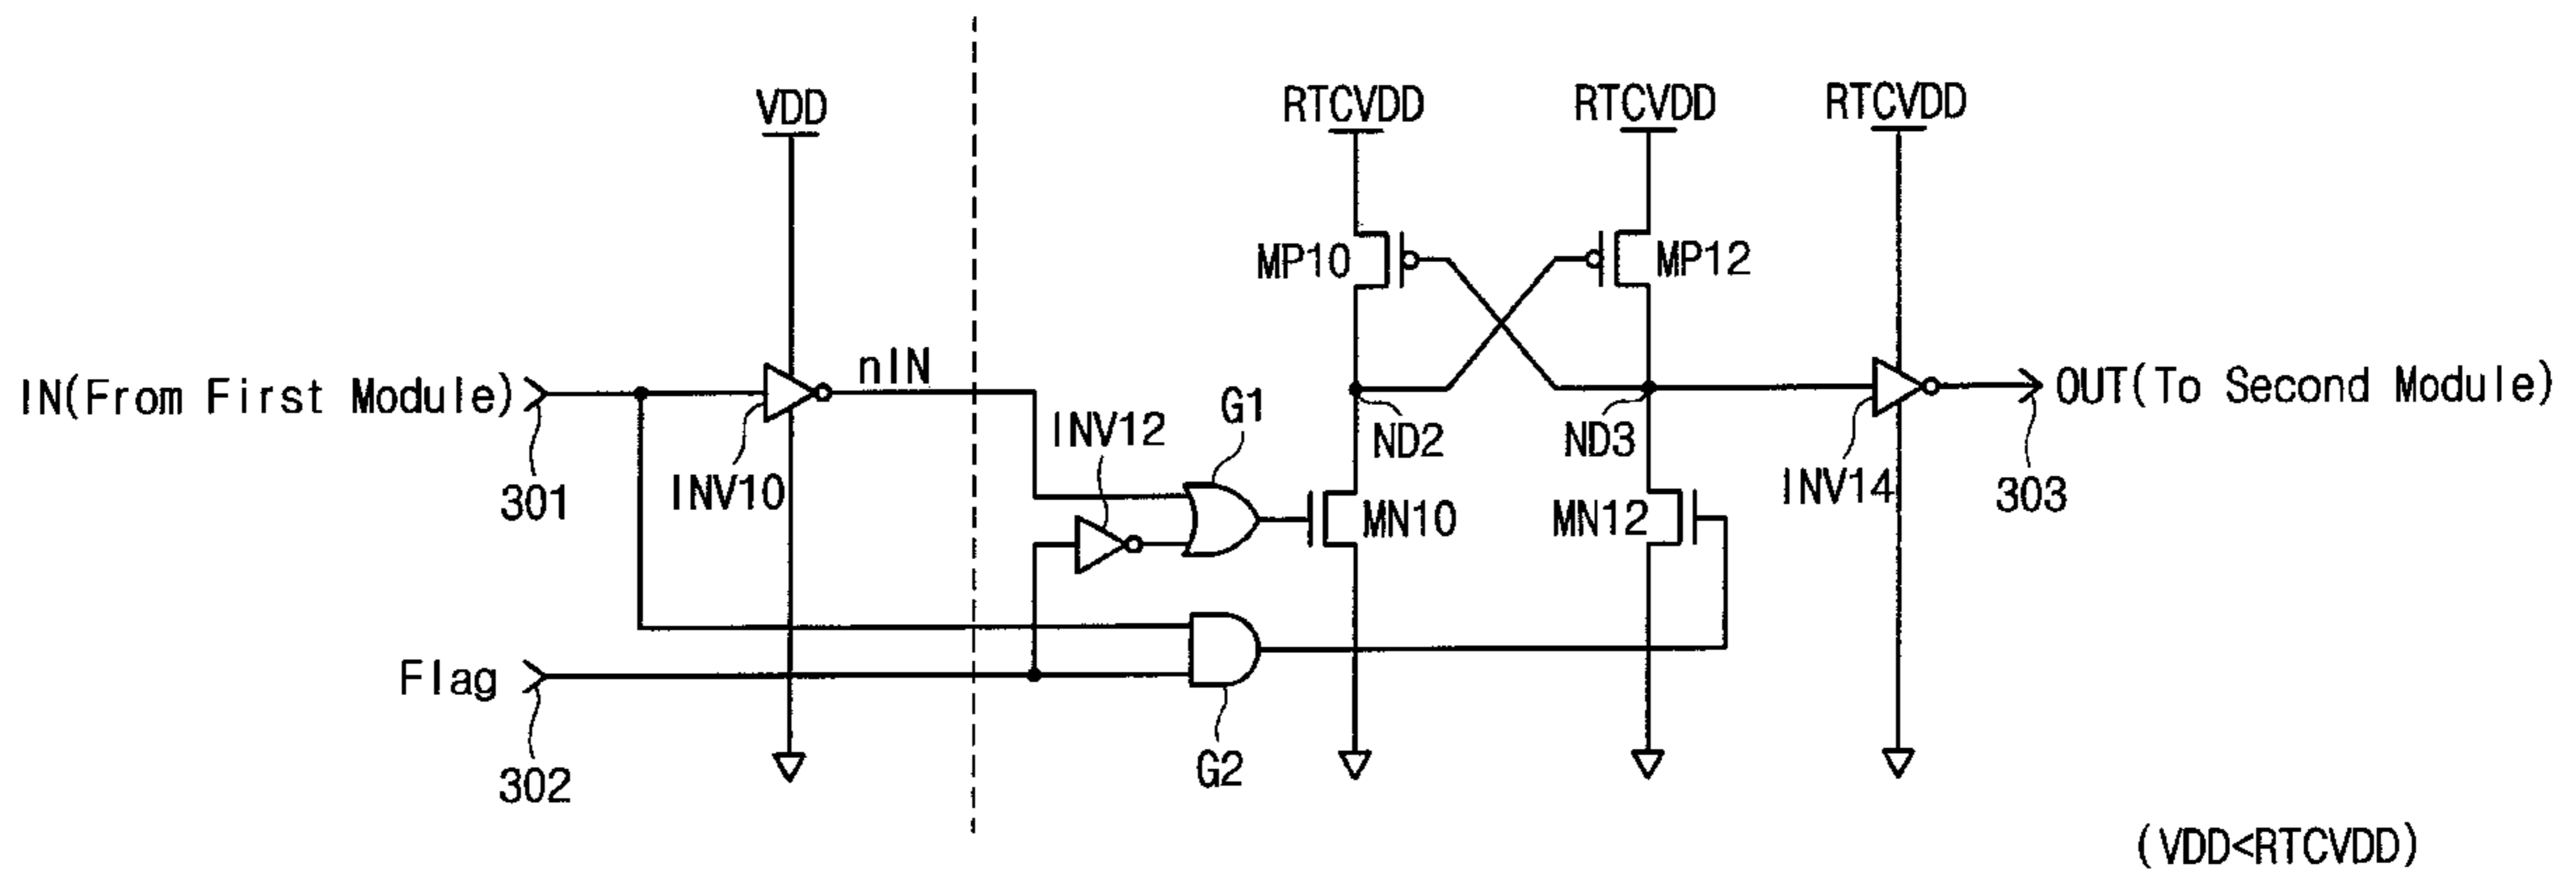 VDD
RTCVDD
RTCVDD
RTCVDD
MP10
MP12
IN(From First Module)
nIN
OUT(To Second Module)
301
INV10
INV12
G1
ND2
ND3
INV14
303
MN10
MN12
Flag
302
G2
(VDD<RTCVDD)